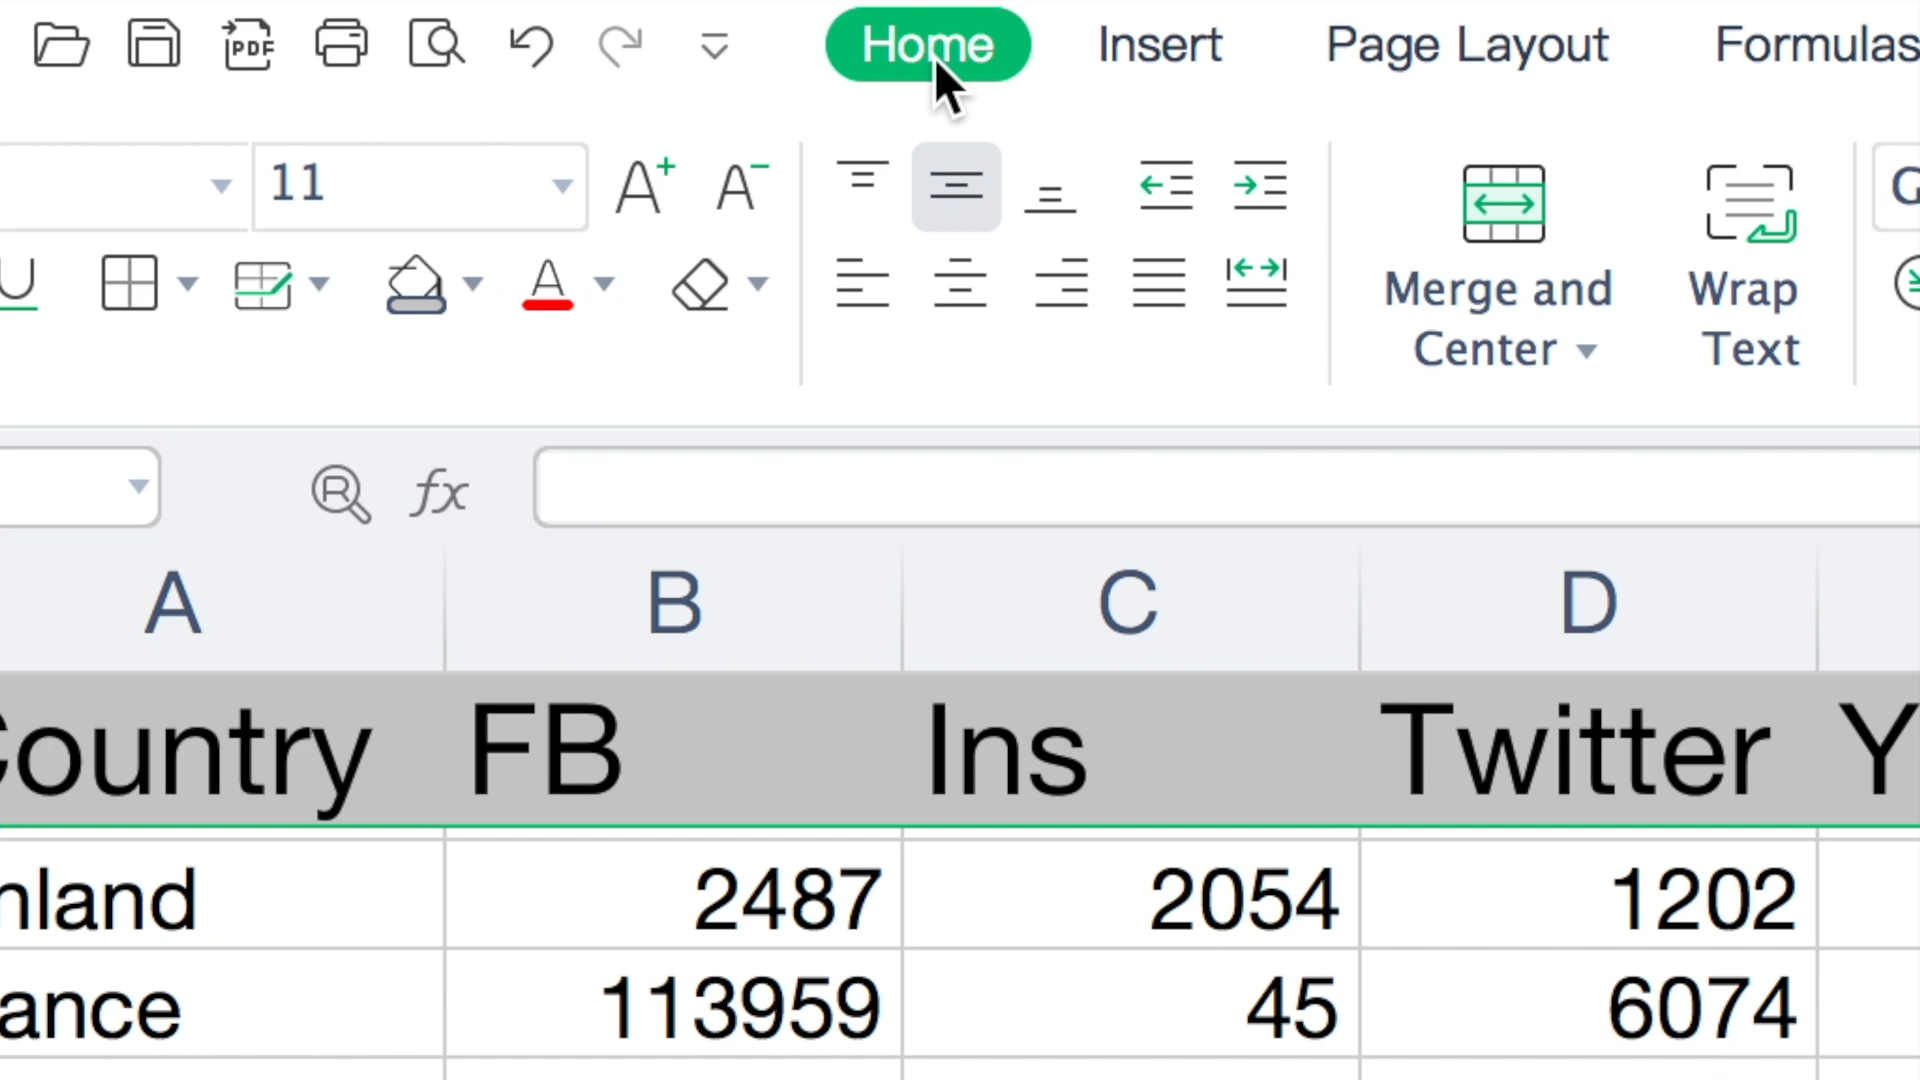 PDF Home Insert Page Layout Formulas
11 A+ A-
U A
Merge and Center
Wrap Text
fx
A B C D
Country FB Ins Twitter Y
nland 2487 2054 1202
ance 113959 45 6074